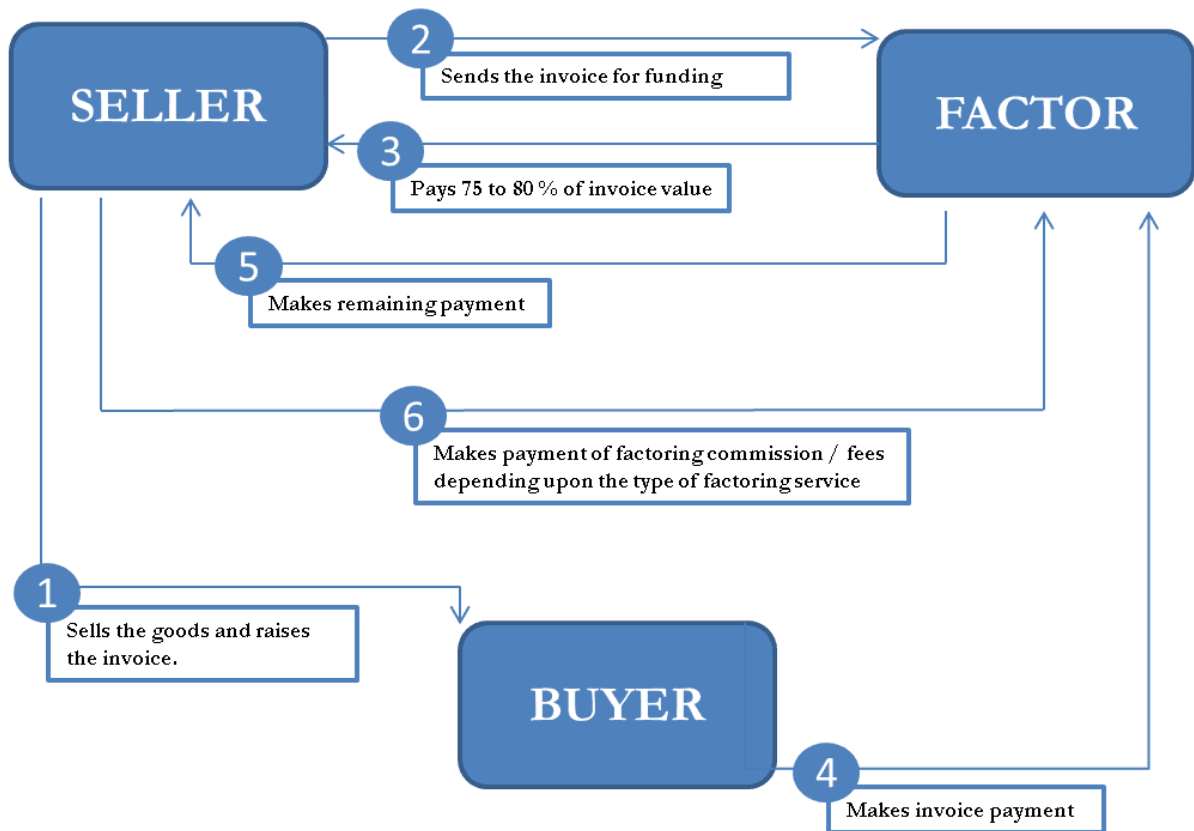 2
Sends the invoice for funding
SELLER
FACTOR
3
Pays 75 to 80 % of invoice value
5
Makes remaining payment
6
Makes payment of factoring commission / fees
depending upon the type of factoring service
1
Sells the goods and raises
the invoice.
BUYER
4
Makes invoice payment